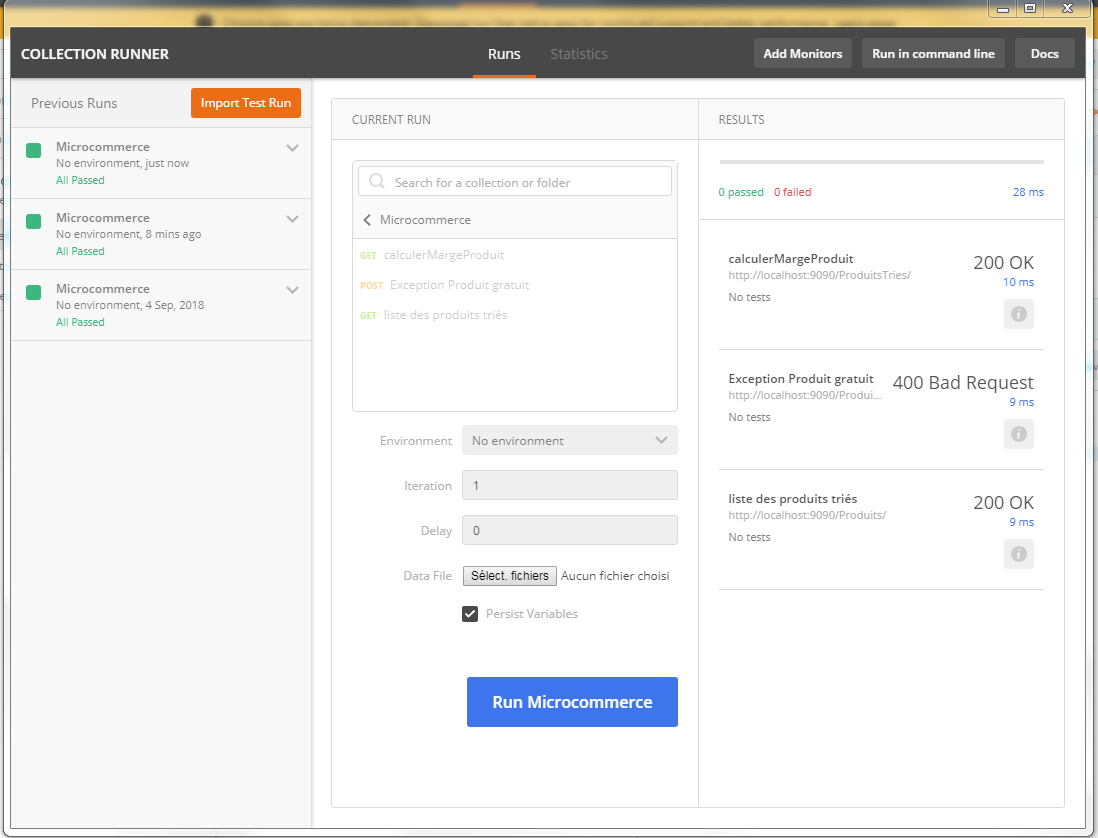 COLLECTION RUNNER
Runs
Statistics
Add Monitors
Run in command line
Docs
Previous Runs
Import Test Run
Microcommerce
No environment, just now
All Passed
Microcommerce
No environment, 8 mins ago
All Passed
Microcommerce
No environment, 4 Sep, 2018
All Passed
CURRENT RUN
Search for a collection or folder
Microcommerce
GET calculerMargeProduit
POST Exception Produit gratuit
GET liste des produits triés
Environment No environment
Iteration 1
Delay 0
Data File Sélect. fichiers Aucun fichier choisi
Persist Variables
Run Microcommerce
RESULTS
0 passed 0 failed 28 ms
calculerMargeProduit 200 OK
http://localhost:9090/ProduitsTries/ 10 ms
No tests
Exception Produit gratuit 400 Bad Request
http://localhost:9090/Produi... 9 ms
No tests
liste des produits triés 200 OK
http://localhost:9090/Produits/ 9 ms
No tests